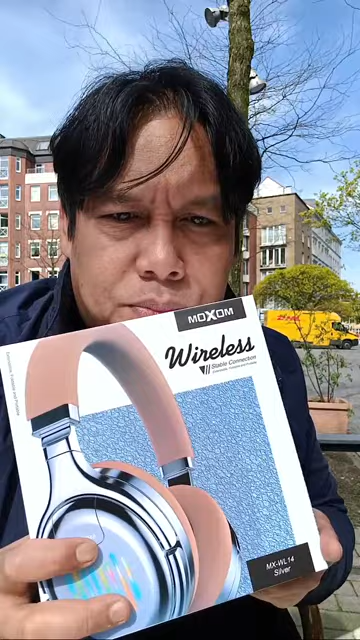 MOXOM
Wireless
Stable Connection
MX-WL14
Silver
DHL